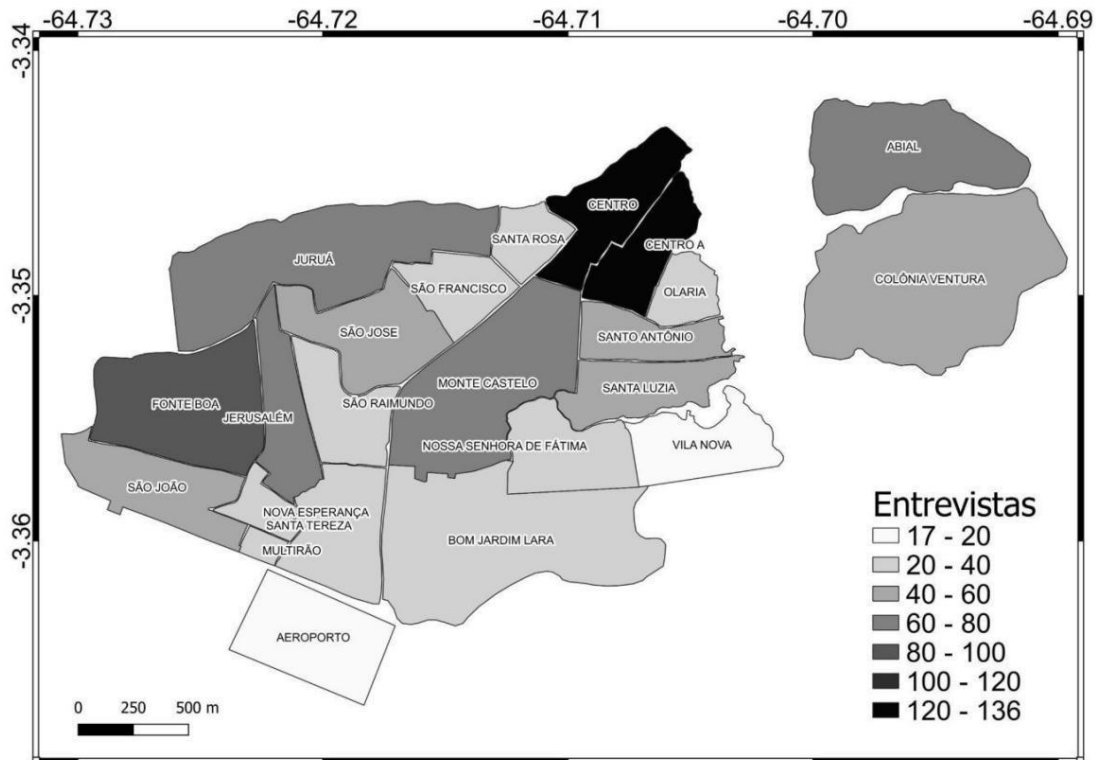 -64.73 -64.72 -64.71 -64.70 -64.69
-3.34
-3.35
-3.36
ABIAL
CENTRO
SANTA ROSA
CENTRO A
JURUÁ
COLÔNIA VENTURA
SÃO FRANCISCO
OLARIA
SÃO JOSE
SANTO ANTÔNIO
MONTE CASTELO
SANTA LUZIA
FONTE BOA
SÃO RAIMUNDO
JERUSALÉM
NOSSA SENHORA DE FÁTIMA
VILA NOVA
SÃO JOÃO
NOVA ESPERANÇA
SANTA TEREZA
BOM JARDIM LARA
MULTIRÃO
AEROPORTO
Entrevistas
17 - 20
20 - 40
40 - 60
60 - 80
80 - 100
100 - 120
120 - 136
0 250 500 m